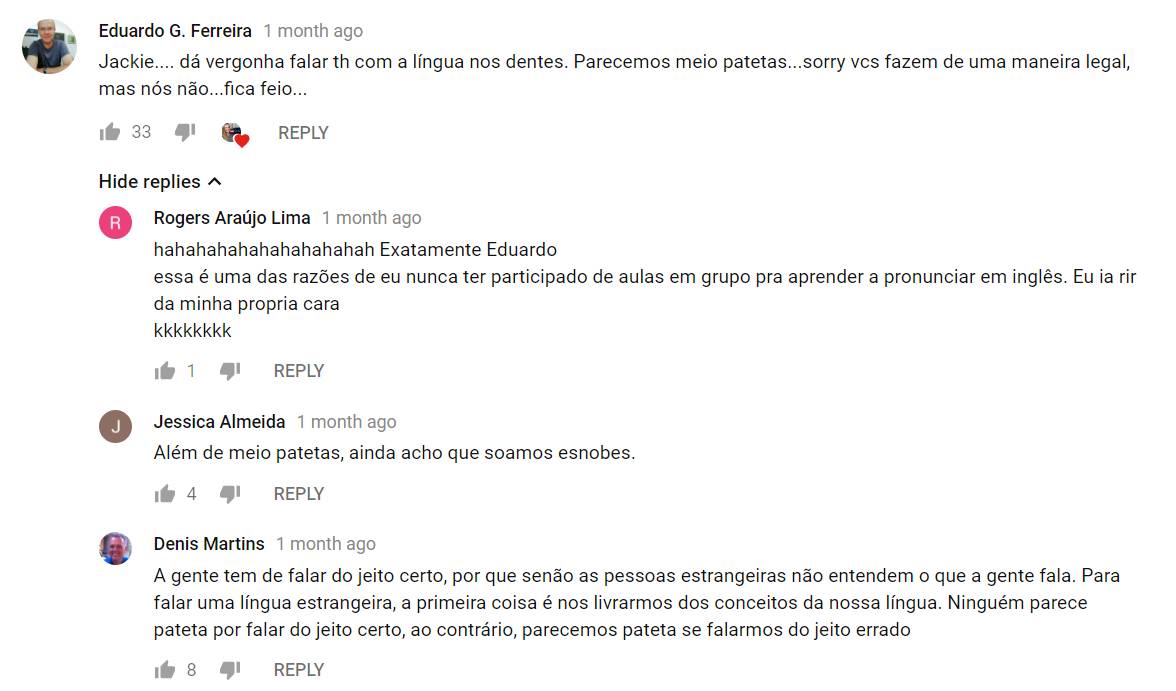 Eduardo G. Ferreira 1 month ago
Jackie.... dá vergonha falar th com a língua nos dentes. Parecemos meio patetas...sorry vcs fazem de uma maneira legal,
mas nós não...fica feio...
33 REPLY
Hide replies
R
Rogers Araújo Lima 1 month ago
hahahahahahahahahahah Exatamente Eduardo
essa é uma das razões de eu nunca ter participado de aulas em grupo pra aprender a pronunciar em inglês. Eu ia rir
da minha propria cara
kkkkkkkk
1 REPLY
J
Jessica Almeida 1 month ago
Além de meio patetas, ainda acho que soamos esnobes.
4 REPLY
Denis Martins 1 month ago
A gente tem de falar do jeito certo, por que senão as pessoas estrangeiras não entendem o que a gente fala. Para
falar uma língua estrangeira, a primeira coisa é nos livrarmos dos conceitos da nossa língua. Ninguém parece
pateta por falar do jeito certo, ao contrário, parecemos pateta se falarmos do jeito errado
8 REPLY